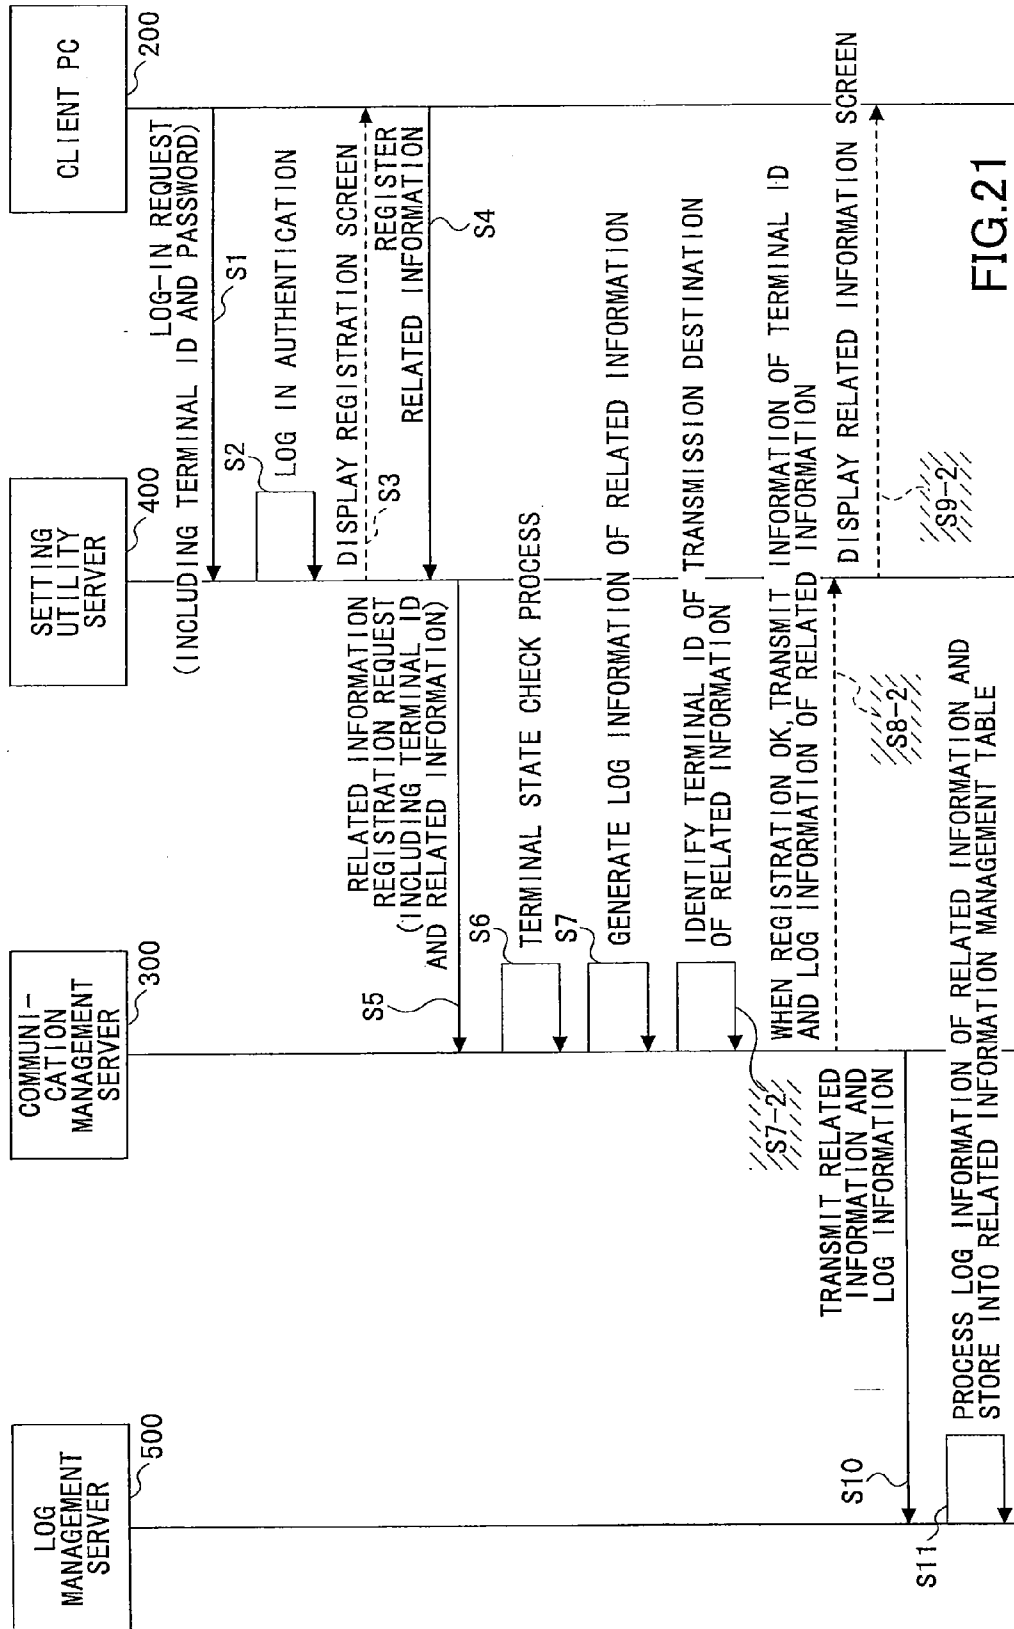 LOG
MANAGEMENT
SERVER
500
COMMUNI-
CATION
MANAGEMENT
SERVER
300
SETTING
UTILITY
SERVER
400
CLIENT PC
200
LOG-IN REQUEST
(INCLUDING TERMINAL ID AND PASSWORD)
S1
S2
LOG IN AUTHENTICATION
DISPLAY REGISTRATION SCREEN
S3
REGISTER
RELATED INFORMATION
S4
RELATED INFORMATION
REGISTRATION REQUEST
(INCLUDING TERMINAL ID
AND RELATED INFORMATION)
S5
S6
TERMINAL STATE CHECK PROCESS
S7
GENERATE LOG INFORMATION OF RELATED INFORMATION
IDENTIFY TERMINAL ID OF TRANSMISSION DESTINATION
OF RELATED INFORMATION
S7-2
WHEN REGISTRATION OK, TRANSMIT INFORMATION OF TERMINAL ID
AND LOG INFORMATION OF RELATED INFORMATION
S8-2
DISPLAY RELATED INFORMATION SCREEN
S9-2
TRANSMIT RELATED
INFORMATION AND
LOG INFORMATION
S10
S11
PROCESS LOG INFORMATION OF RELATED INFORMATION AND
STORE INTO RELATED INFORMATION MANAGEMENT TABLE
FIG.21